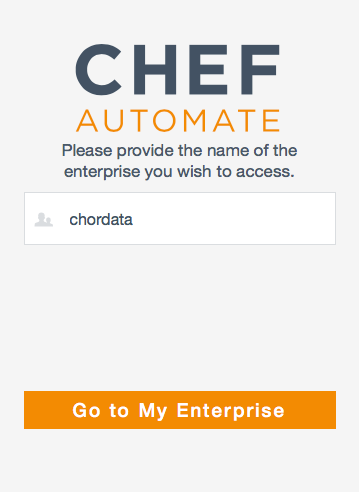 CHEF
AUTOMATE
Please provide the name of the
enterprise you wish to access.
chordata
Go to My Enterprise